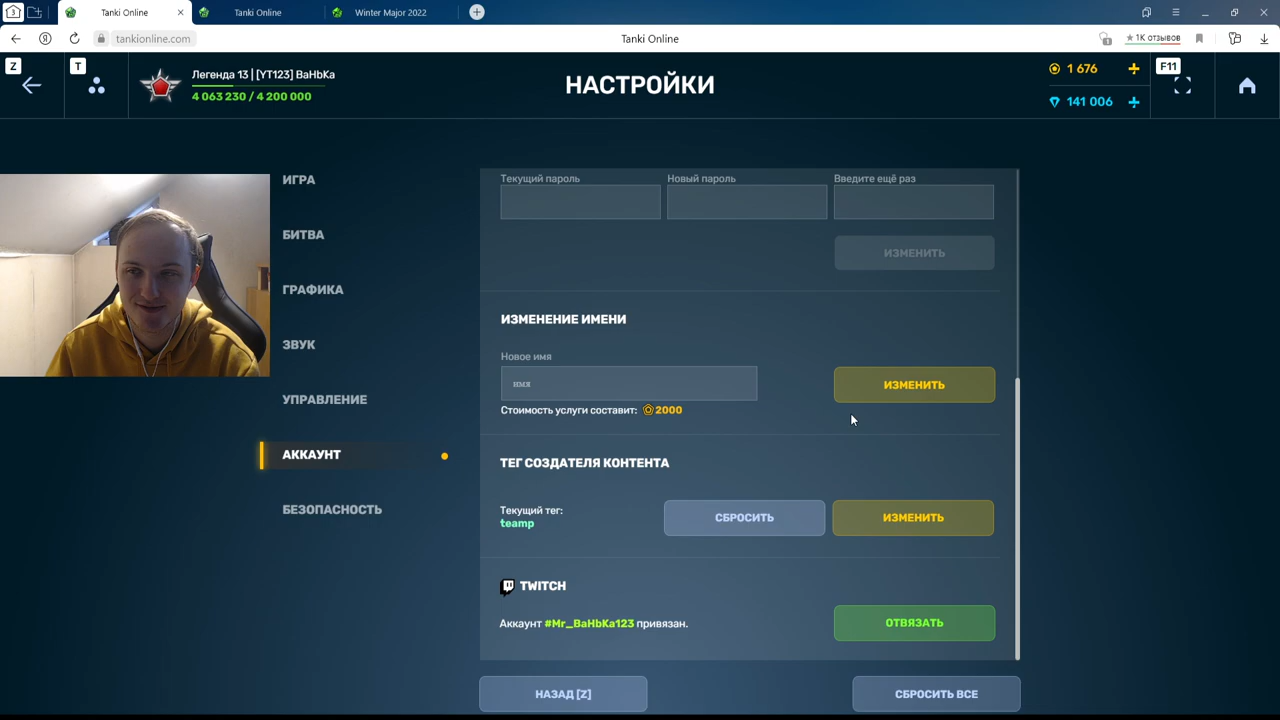 3
Tanki Online
Tanki Online
Winter Major 2022
tankionline.com
Tanki Online
★ 1K отзывов
Z
T
Легенда 13 | [YT123] BaHbKa
4 063 230 / 4 200 000
НАСТРОЙКИ
1 676
141 006
F11
ИГРА
БИТВА
ГРАФИКА
ЗВУК
УПРАВЛЕНИЕ
АККАУНТ
БЕЗОПАСНОСТЬ
Текущий пароль
Новый пароль
Введите ещё раз
ИЗМЕНИТЬ
ИЗМЕНЕНИЕ ИМЕНИ
Новое имя
имя
ИЗМЕНИТЬ
Стоимость услуги составит: 2000
ТЕГ СОЗДАТЕЛЯ КОНТЕНТА
Текущий тег:
teamp
СБРОСИТЬ
ИЗМЕНИТЬ
TWITCH
Аккаунт #Mr_BaHbKa123 привязан.
ОТВЯЗАТЬ
НАЗАД [Z]
СБРОСИТЬ ВСЕ